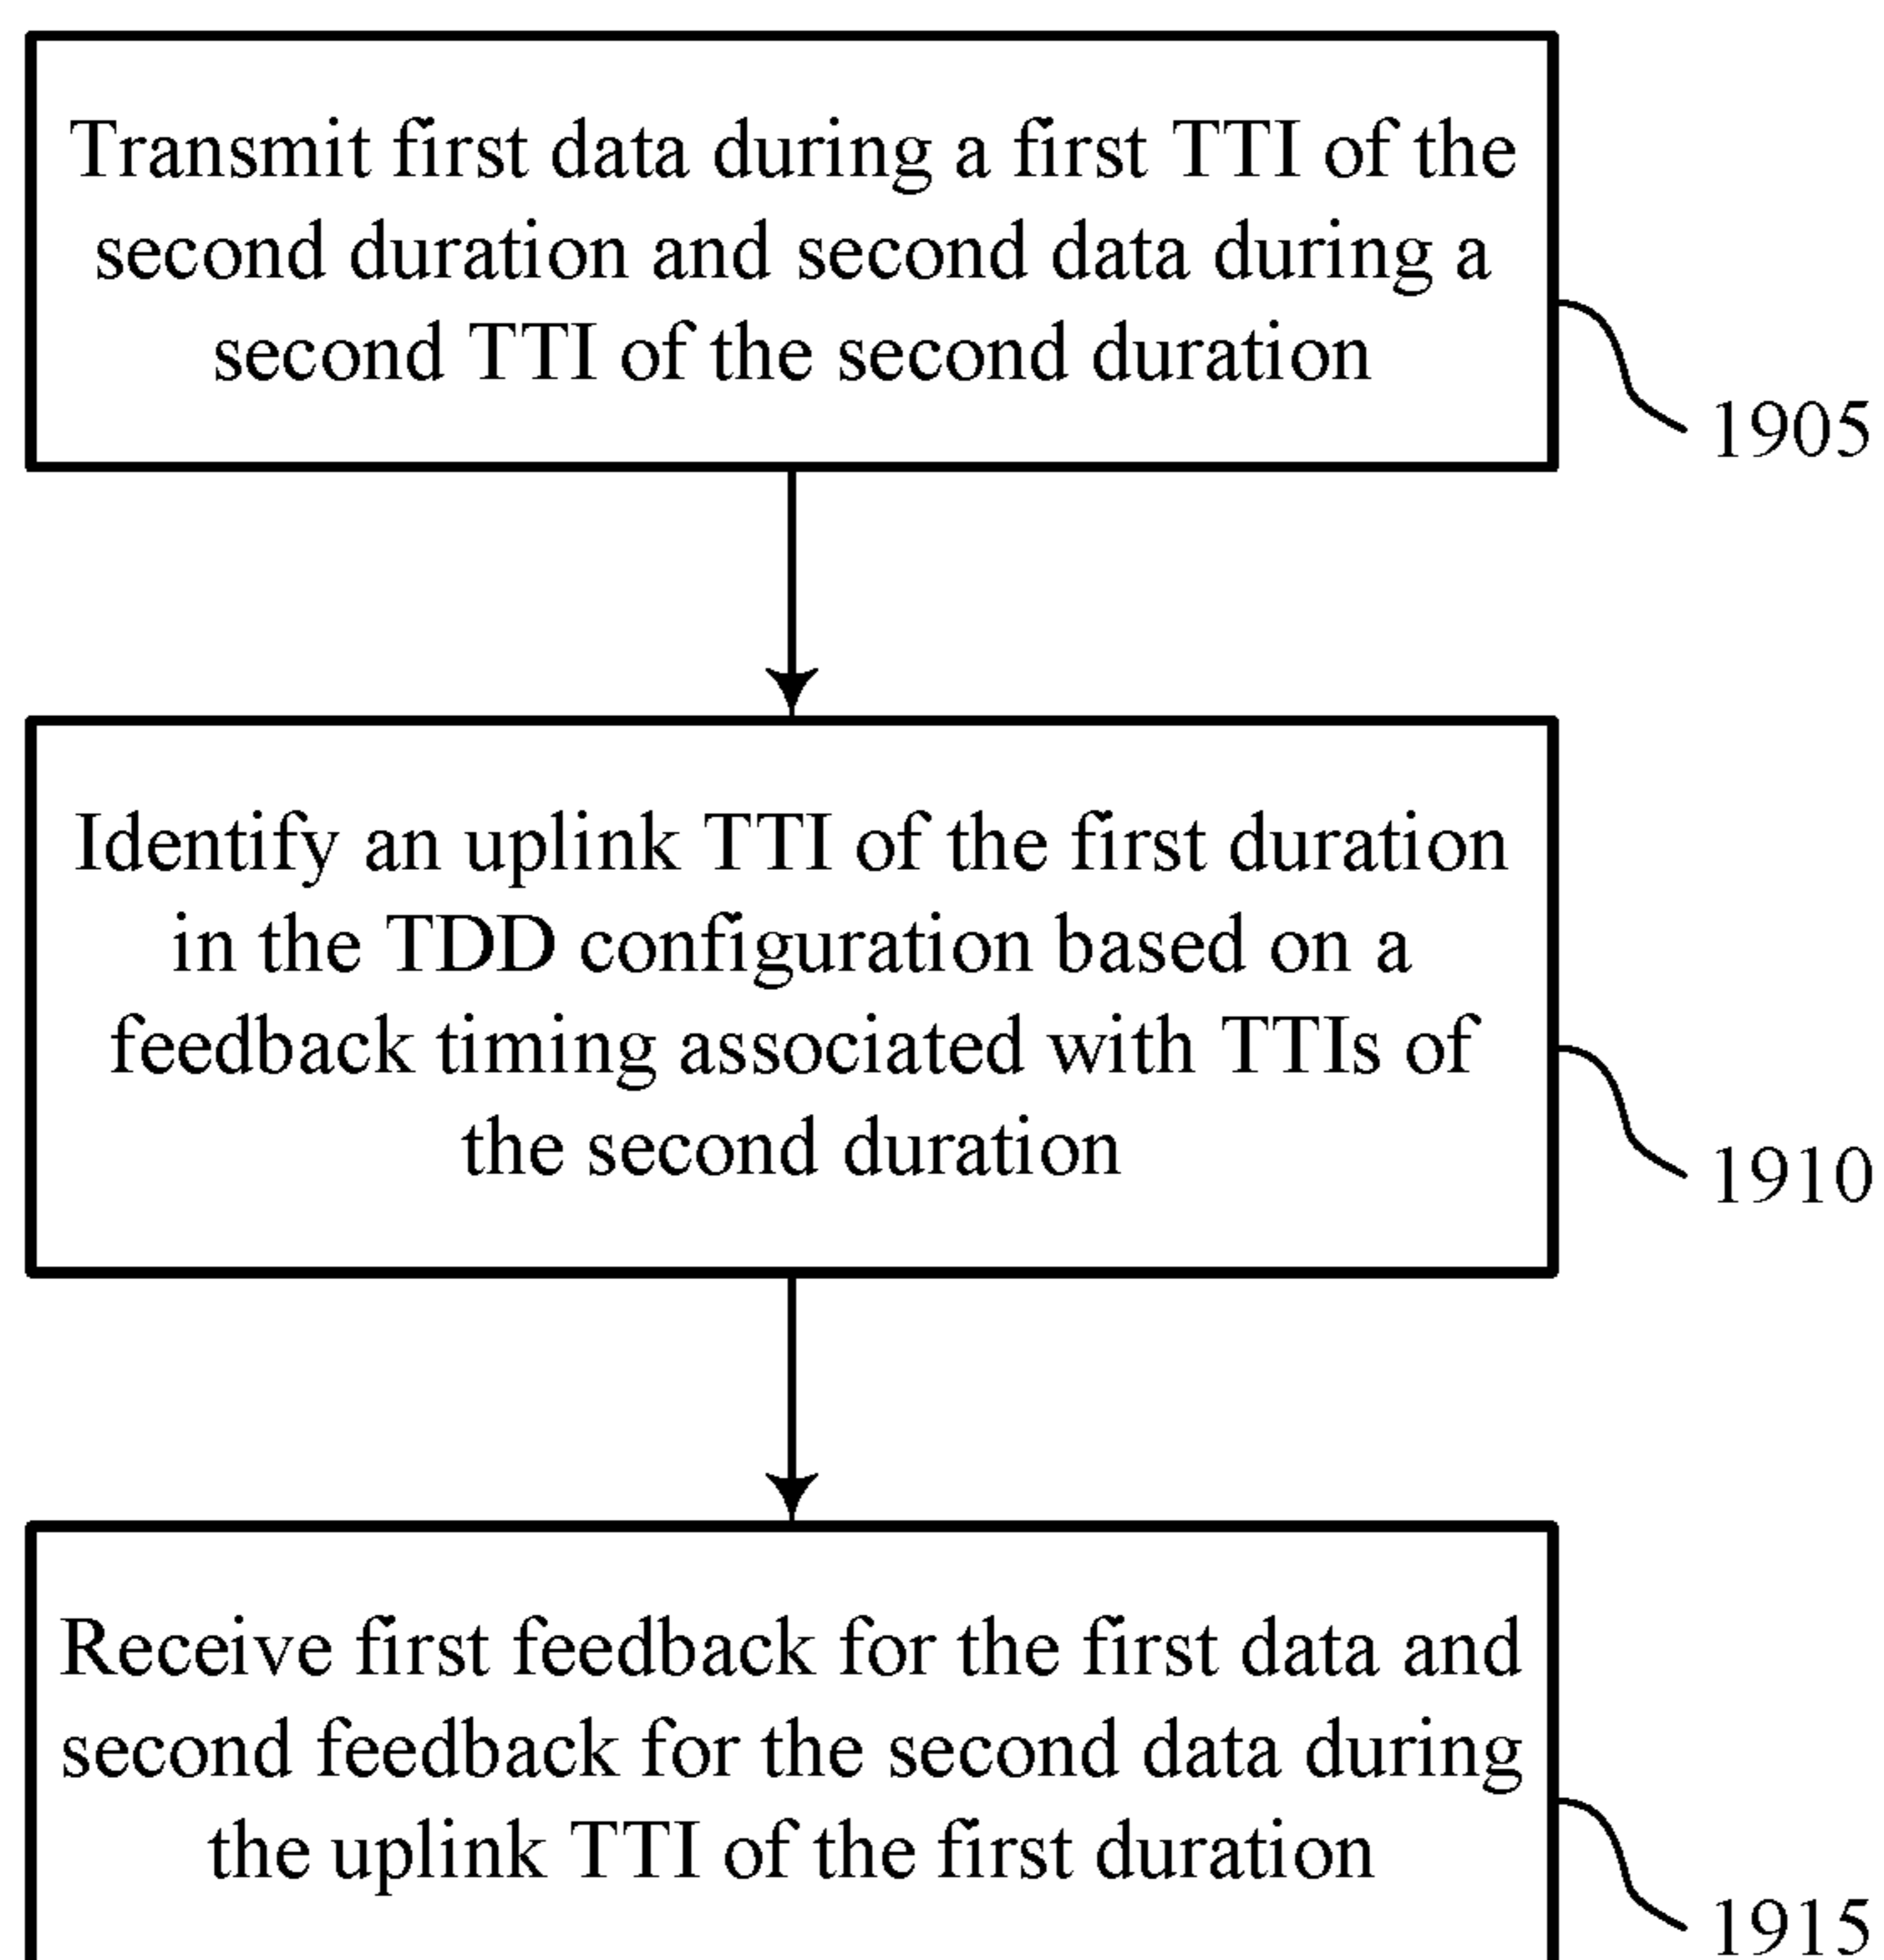 Transmit first data during a first TTI of the
second duration and second data during a
second TTI of the second duration
1905
Identify an uplink TTI of the first duration
in the TDD configuration based on a
feedback timing associated with TTIs of
the second duration
1910
Receive first feedback for the first data and
second feedback for the second data during
the uplink TTI of the first duration
1915